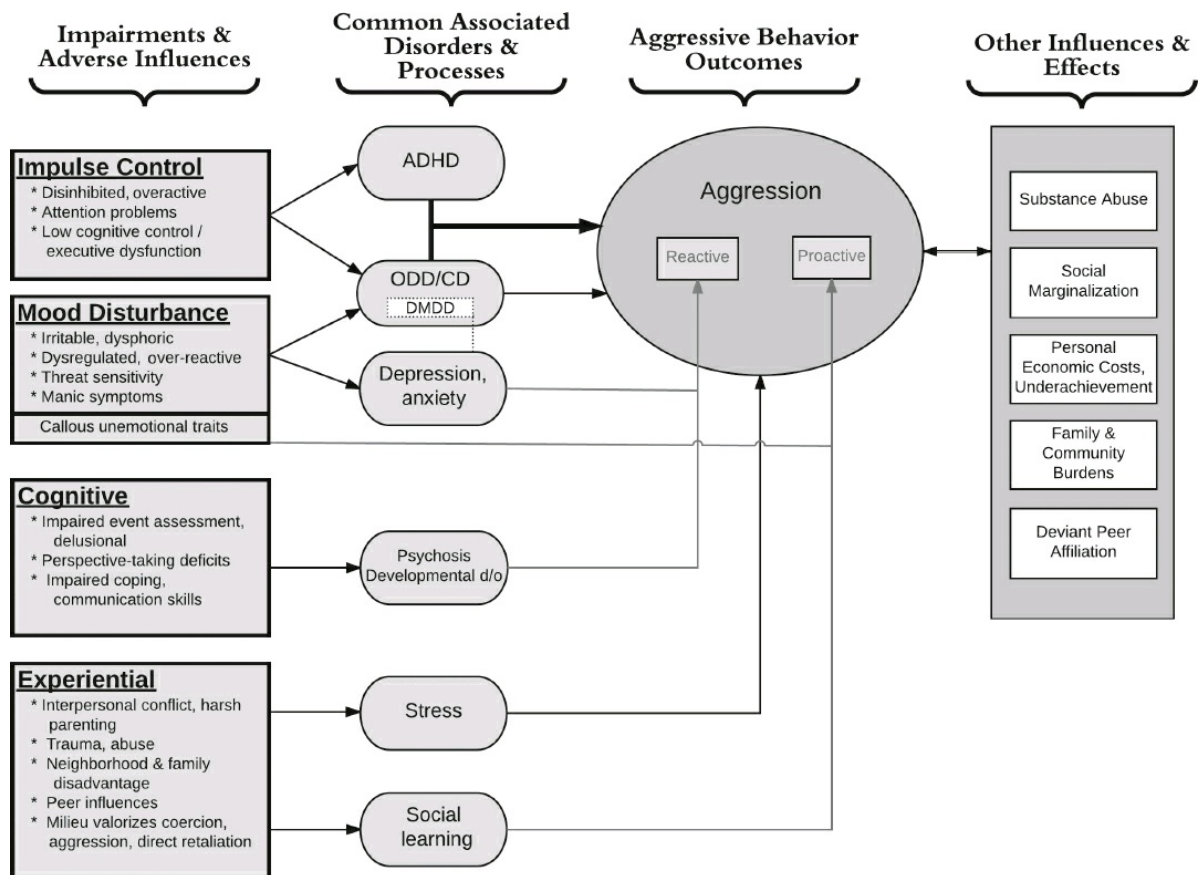 Impairments &
Adverse Influences
Common Associated
Disorders &
Processes
Aggressive Behavior
Outcomes
Other Influences &
Effects
Impulse Control
* Disinhibited, overactive
* Attention problems
* Low cognitive control /
executive dysfunction
Mood Disturbance
* Irritable, dysphoric
* Dysregulated, over-reactive
* Threat sensitivity
* Manic symptoms
Callous unemotional traits
Cognitive
* Impaired event assessment,
delusional
* Perspective-taking deficits
* Impaired coping,
communication skills
Experiential
* Interpersonal conflict, harsh
parenting
* Trauma, abuse
* Neighborhood & family
disadvantage
* Peer influences
* Milieu valorizes coercion,
aggression, direct retaliation
ADHD
ODD/CD
DMDD
Depression,
anxiety
Psychosis
Developmental d/o
Stress
Social
learning
Aggression
Reactive
Proactive
Substance Abuse
Social
Marginalization
Personal
Economic Costs,
Underachievement
Family &
Community
Burdens
Deviant Peer
Affiliation